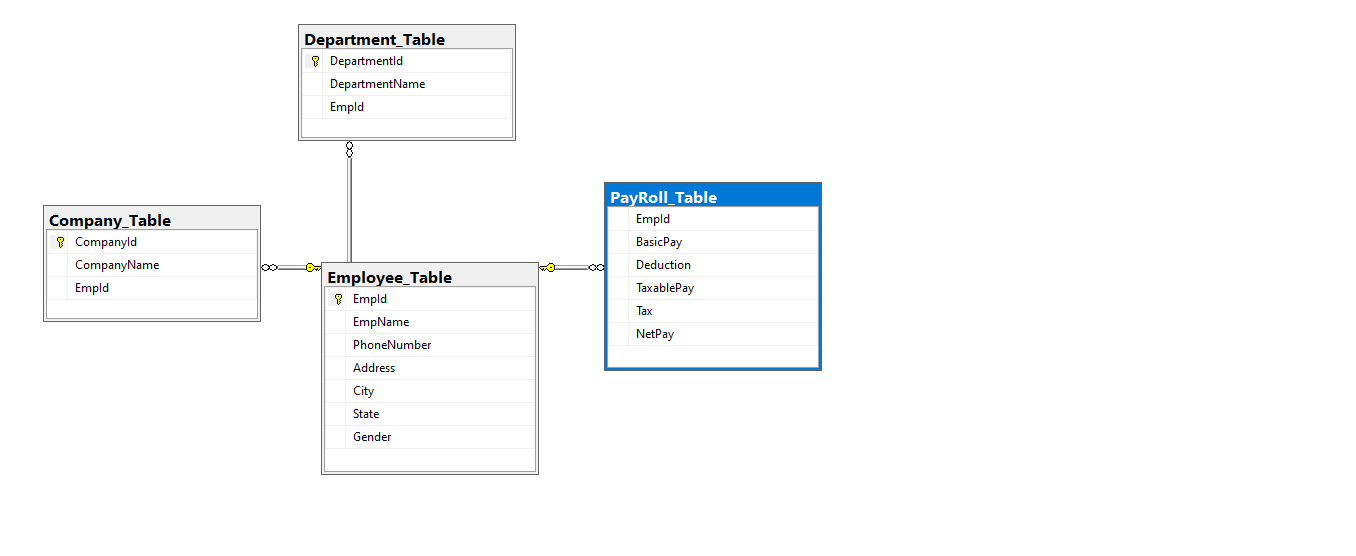 Department_Table
DepartmentId
DepartmentName
EmpId
Company_Table
CompanyId
CompanyName
EmpId
Employee_Table
EmpId
EmpName
PhoneNumber
Address
City
State
Gender
PayRoll_Table
EmpId
BasicPay
Deduction
TaxablePay
Tax
NetPay